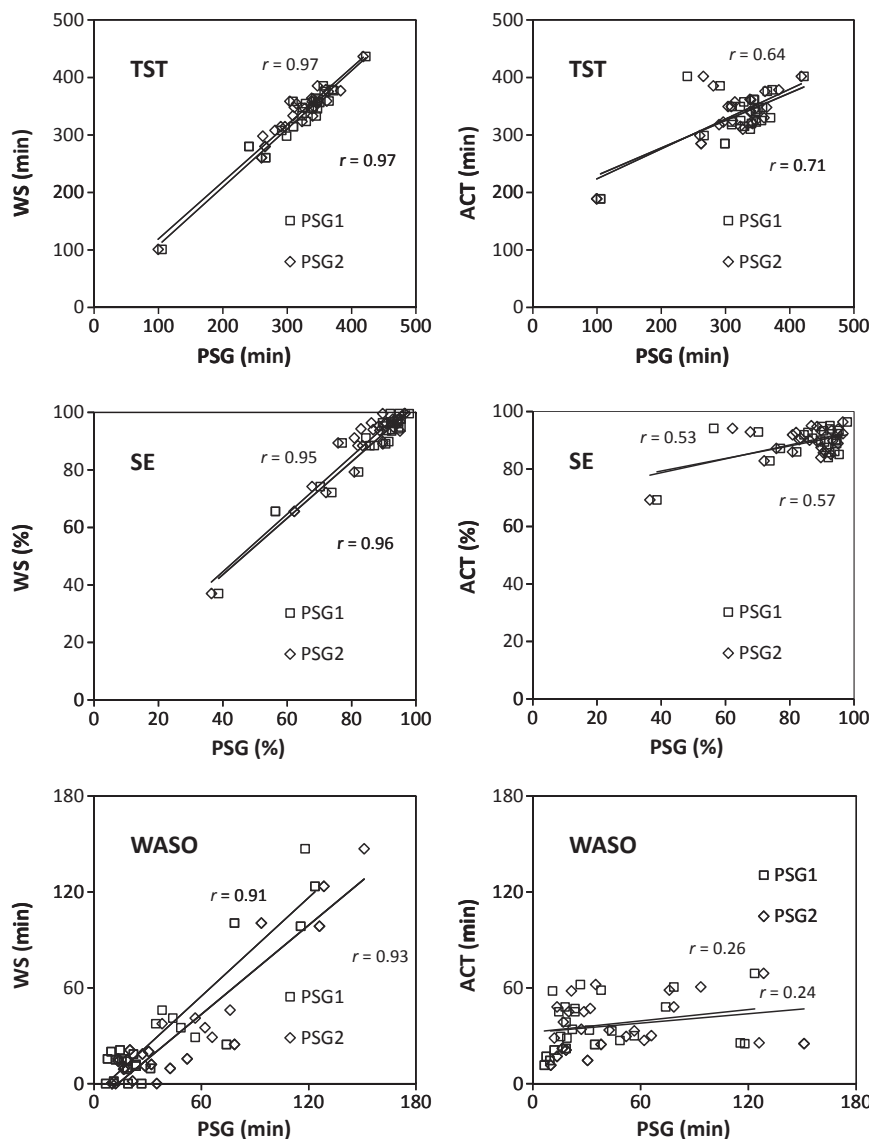 500
400
300
200
100
0
WS (min)
TST
r = 0.97
r = 0.97
PSG1
PSG2
0 100 200 300 400 500
PSG (min)
500
400
300
200
100
0
ACT (min)
TST
r = 0.64
r = 0.71
PSG1
PSG2
0 100 200 300 400 500
PSG (min)
100
80
60
40
20
0
WS (%)
SE
r = 0.95
r = 0.96
PSG1
PSG2
0 20 40 60 80 100
PSG (%)
100
80
60
40
20
0
ACT (%)
SE
r = 0.53
r = 0.57
PSG1
PSG2
0 20 40 60 80 100
PSG (%)
180
120
60
0
WS (min)
WASO
r = 0.91
r = 0.93
PSG1
PSG2
0 60 120 180
PSG (min)
180
120
60
0
ACT (min)
WASO
PSG1
PSG2
r = 0.26
r = 0.24
0 60 120 180
PSG (min)